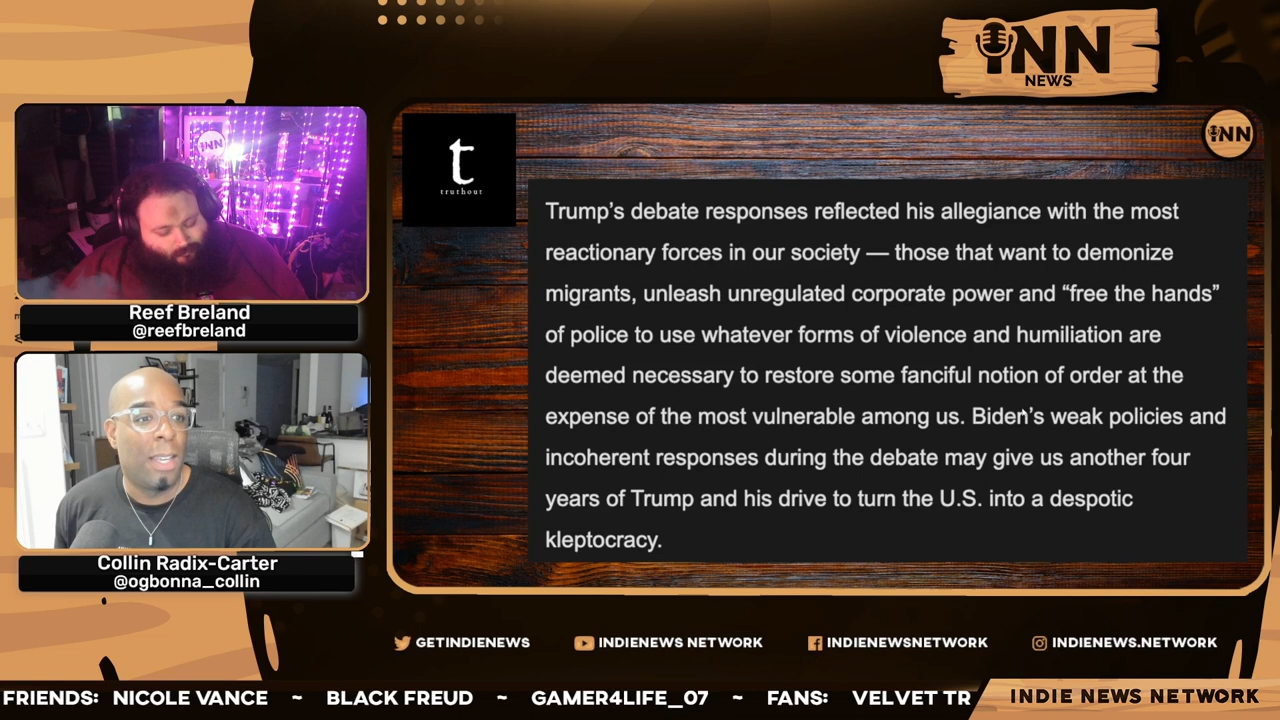 iNN
NEWS
iNN
iNN
t
truthout
Trump’s debate responses reflected his allegiance with the most
reactionary forces in our society — those that want to demonize
migrants, unleash unregulated corporate power and “free the hands”
of police to use whatever forms of violence and humiliation are
deemed necessary to restore some fanciful notion of order at the
expense of the most vulnerable among us. Biden’s weak policies and
incoherent responses during the debate may give us another four
years of Trump and his drive to turn the U.S. into a despotic
kleptocracy.
Reef Breland
@reefbreland
Collin Radix-Carter
@ogbonna_collin
GETINDIENEWS
INDIENEWS NETWORK
INDIENEWSNETWORK
INDIENEWS.NETWORK
FRIENDS: NICOLE VANCE ~ BLACK FREUD ~ GAMER4LIFE_07 ~ FANS: VELVET TR
INDIE NEWS NETWORK